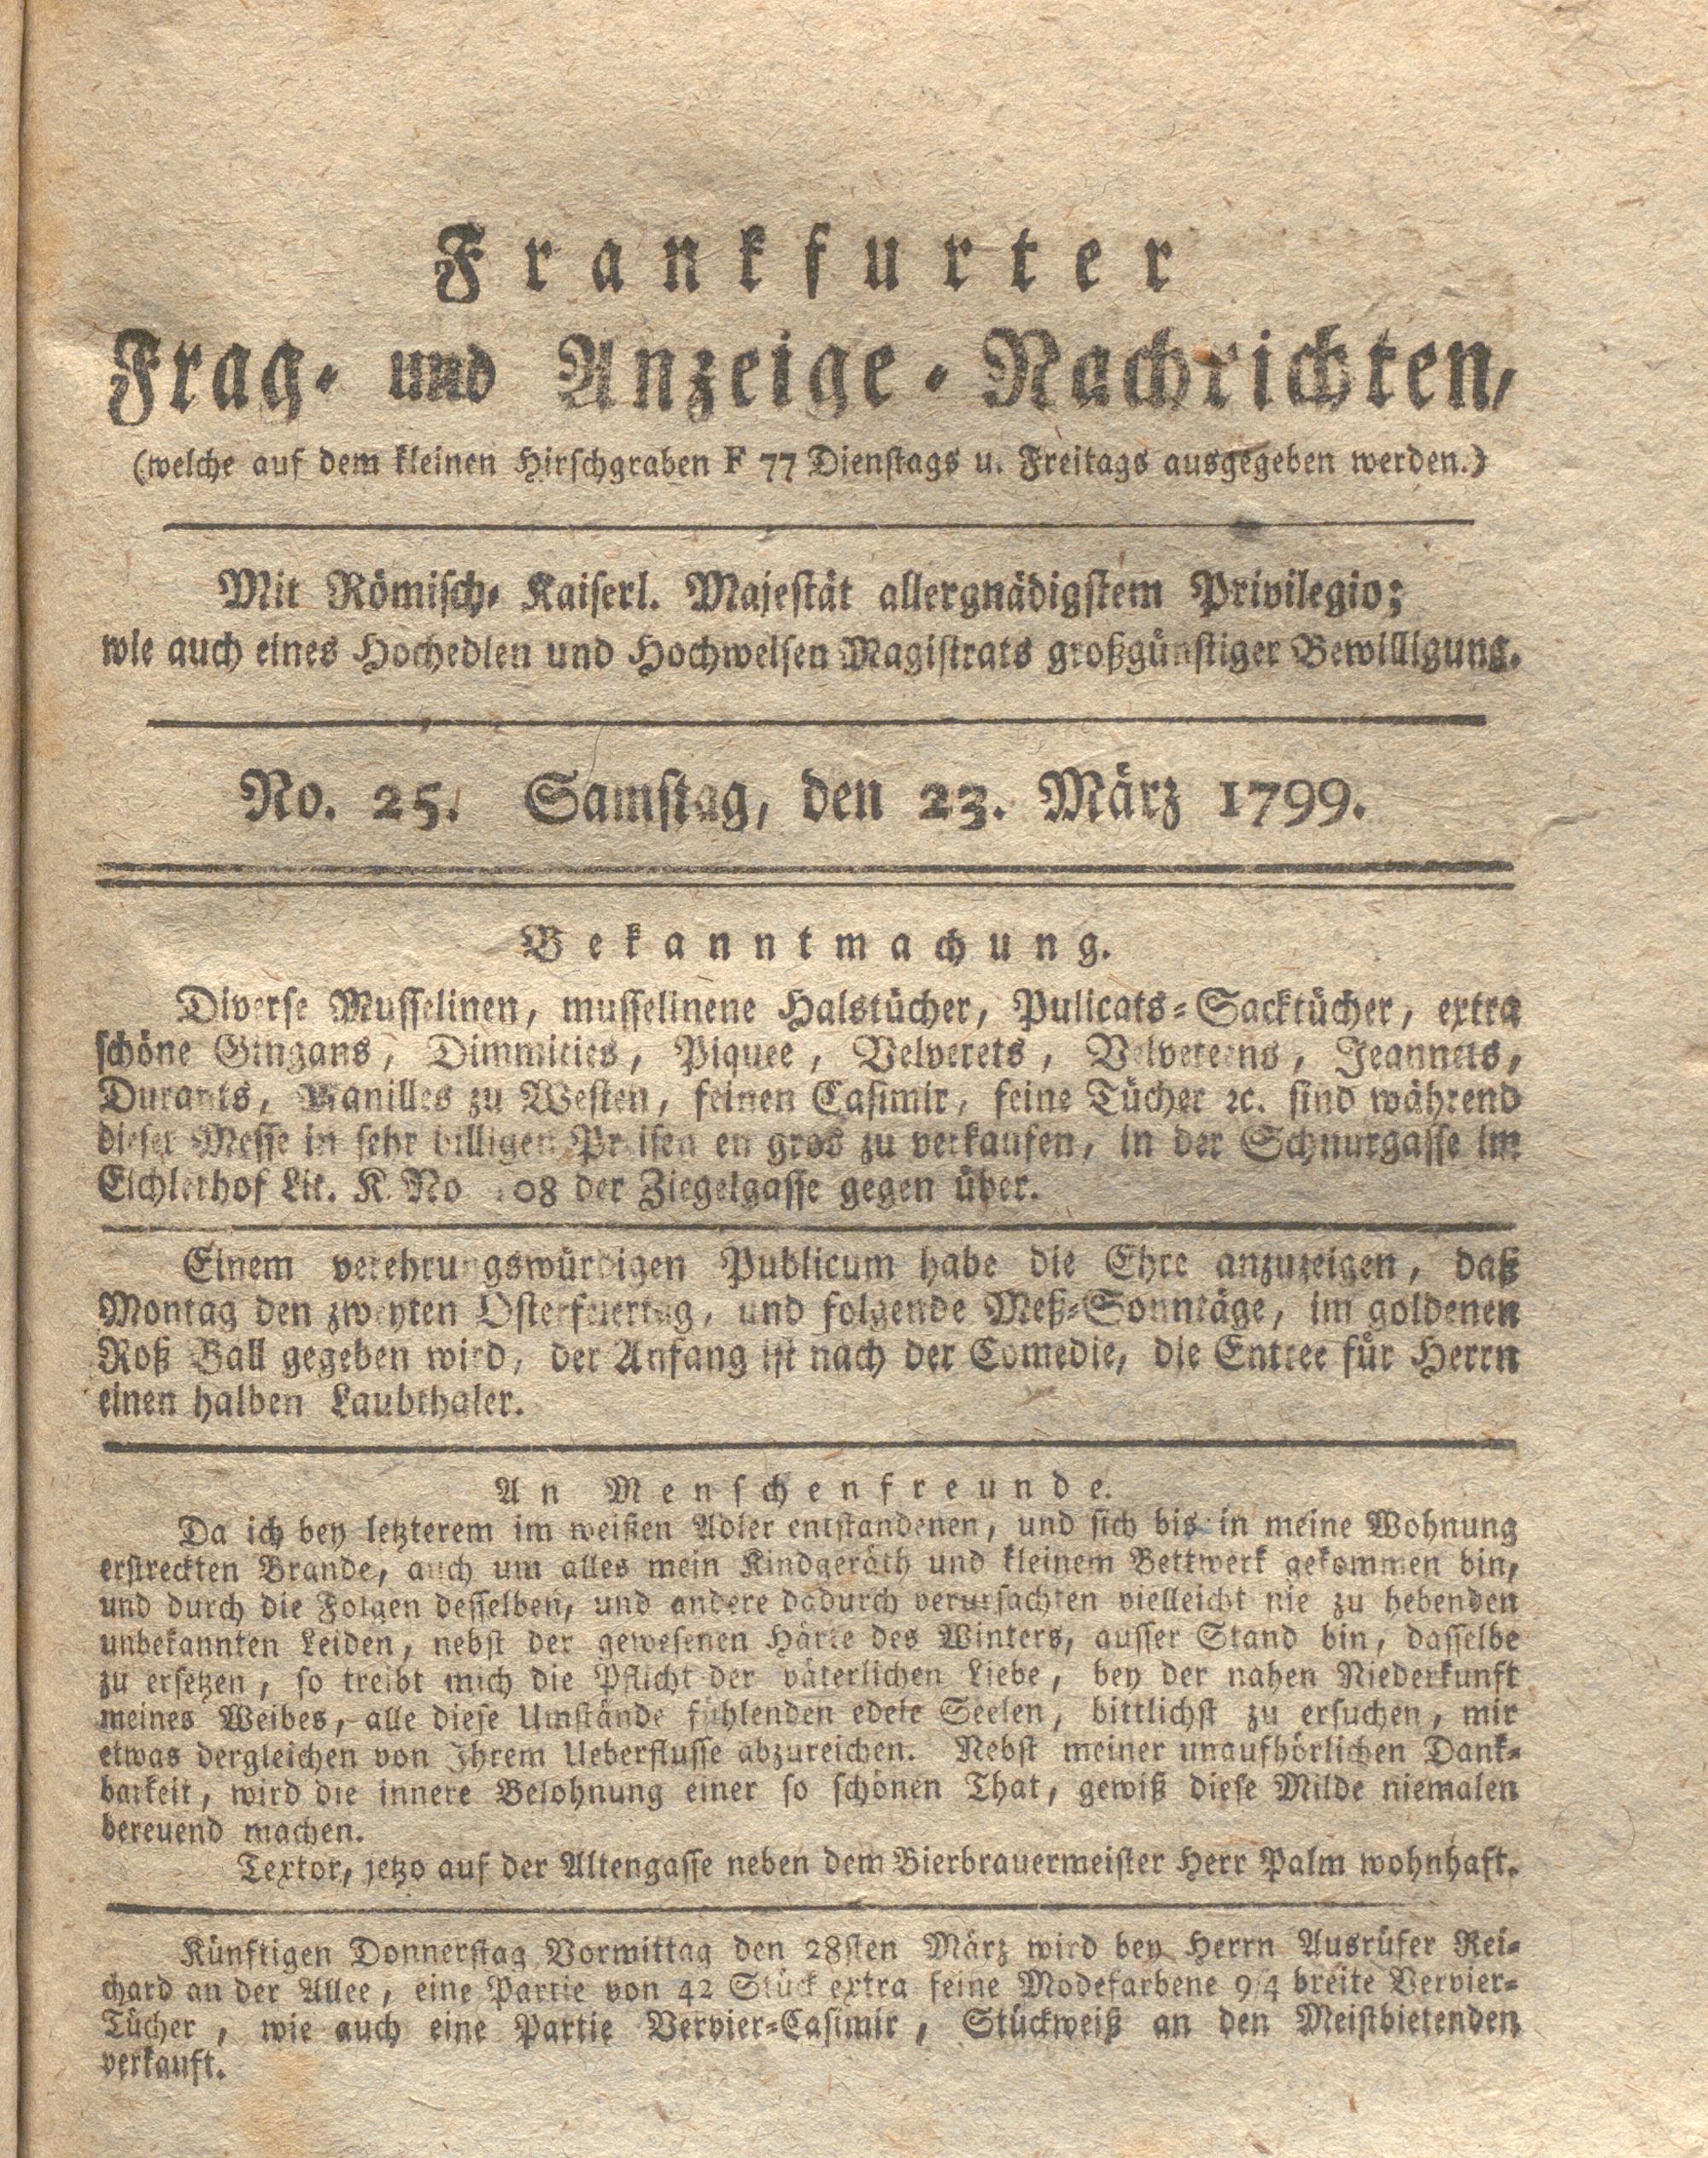 Frankfurter
Frag- und Anzeige-Nachrichten,
(welche auf dem kleinen Hirschgraben F 77 Dienstags u. Freitags ausgegeben werden.)
Mit Römisch- Kaiserl. Majestät allergnädigstem Privilegio;
wie auch eines Hochedlen und Hochweisen Magistrats großgünstiger Bewilligung.
No. 25. Samstag, den 23. März 1799.
Bekanntmachung.
Diverse Musselinen, musselinene Halstücher, Pulicats-Sacktücher, extra
schöne Gingans, Dimmities, Piquee, Velverets, Velvereens, Jeannets,
Durants, zu Westen, feinen Casimir, feine Tücher ꝛc. sind während
dieser Messe in sehr billigen Preisen en gros zu verkaufen, in der Schnurgasse im
Eichlerhof Lit. K. No 08 der Ziegelgasse gegen über.
Einem verehrungswürdigen Publicum habe die Ehre anzuzeigen, daß
Montag den zweyten Osterfeuertag, und folgende Meß-Sonntäge, im goldenen
Roß Ball gegeben wird, der Anfang ist nach der Comedie, die Entree für Herrn
einen halben Laubthaler.
An Menschenfreunde.
Da ich bey letzterem im weißen Adler entstandenen, und sich bis in meine Wohnung
erstreckten Brande, auch um alles mein Kindgeräth und kleinem Bettwerk gekommen bin,
und durch die Folgen desselben, und andere dadurch verursachten vielleicht nie zu hebenden
unbekannten Leiden, nebst der gewesenen Härte des Winters, ausser Stand bin, dasselbe
zu ersetzen, so treibt mich die Pflicht der väterlichen Liebe, bey der nahen Niederkunft
meines Weibes, alle diese Umstände fühlenden edele Seelen, bittlichst zu ersuchen, mir
etwas dergleichen von Ihrem Ueberflusse abzureichen. Nebst meiner unaufhörlichen Dank-
barkeit, wird die innere Belohnung einer so schönen That, gewiß diese Milde niemalen
bereuend machen.
Textor, jetzo auf der Altengasse neben dem Bierbrauermeister Herr Palm wohnhaft.
Künftigen Donnerstag Vormittag den 28sten März wird bey Herrn Ausrüfer Rei-
chard an der Allee, eine Partie von 42 Stück extra feine Modefarbene 9/4 breite Vervier-
Tücher, wie auch eine Partie Vervier-Casimir, Stückweiß an den Meistbietenden
verkauft.